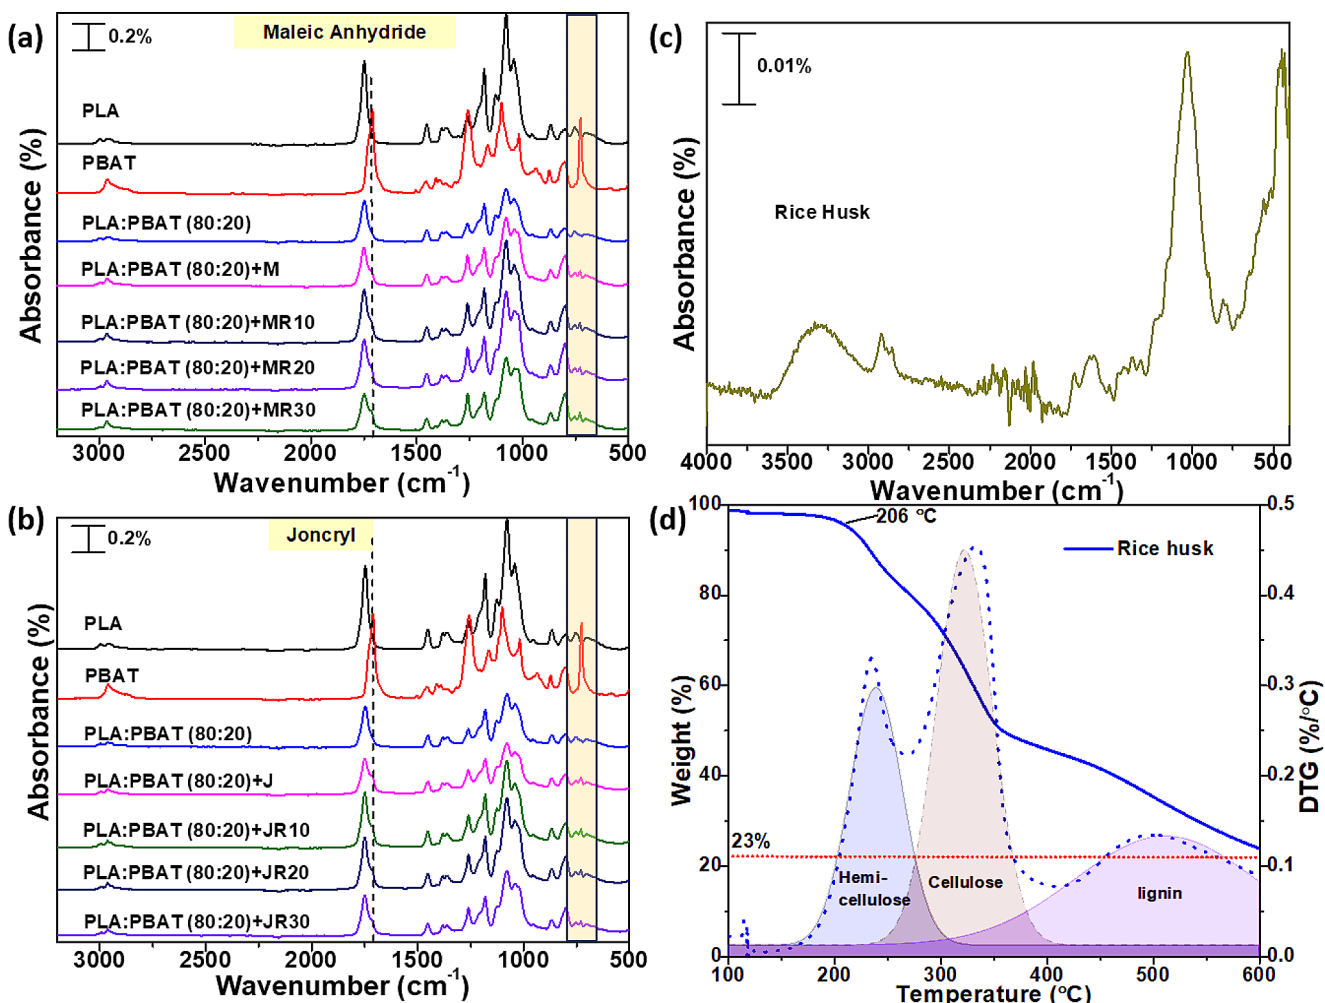 (a)
0.2%
Maleic Anhydride
PLA
PBAT
PLA:PBAT (80:20)
PLA:PBAT (80:20)+M
PLA:PBAT (80:20)+MR10
PLA:PBAT (80:20)+MR20
PLA:PBAT (80:20)+MR30
Absorbance (%)
3000 2500 2000 1500 1000 500
Wavenumber (cm⁻¹)
(c)
0.01%
Rice Husk
Absorbance (%)
4000 3500 3000 2500 2000 1500 1000 500
Wavenumber (cm⁻¹)
(b)
0.2%
Joncryl
PLA
PBAT
PLA:PBAT (80:20)
PLA:PBAT (80:20)+J
PLA:PBAT (80:20)+JR10
PLA:PBAT (80:20)+JR20
PLA:PBAT (80:20)+JR30
Absorbance (%)
3000 2500 2000 1500 1000 500
Wavenumber (cm⁻¹)
(d)
206 °C
Rice husk
23%
Hemi-
cellulose
Cellulose
lignin
Weight (%)
100
80
60
40
20
0
DTG (%/°C)
0.5
0.4
0.3
0.2
0.1
0.0
100 200 300 400 500 600
Temperature (°C)